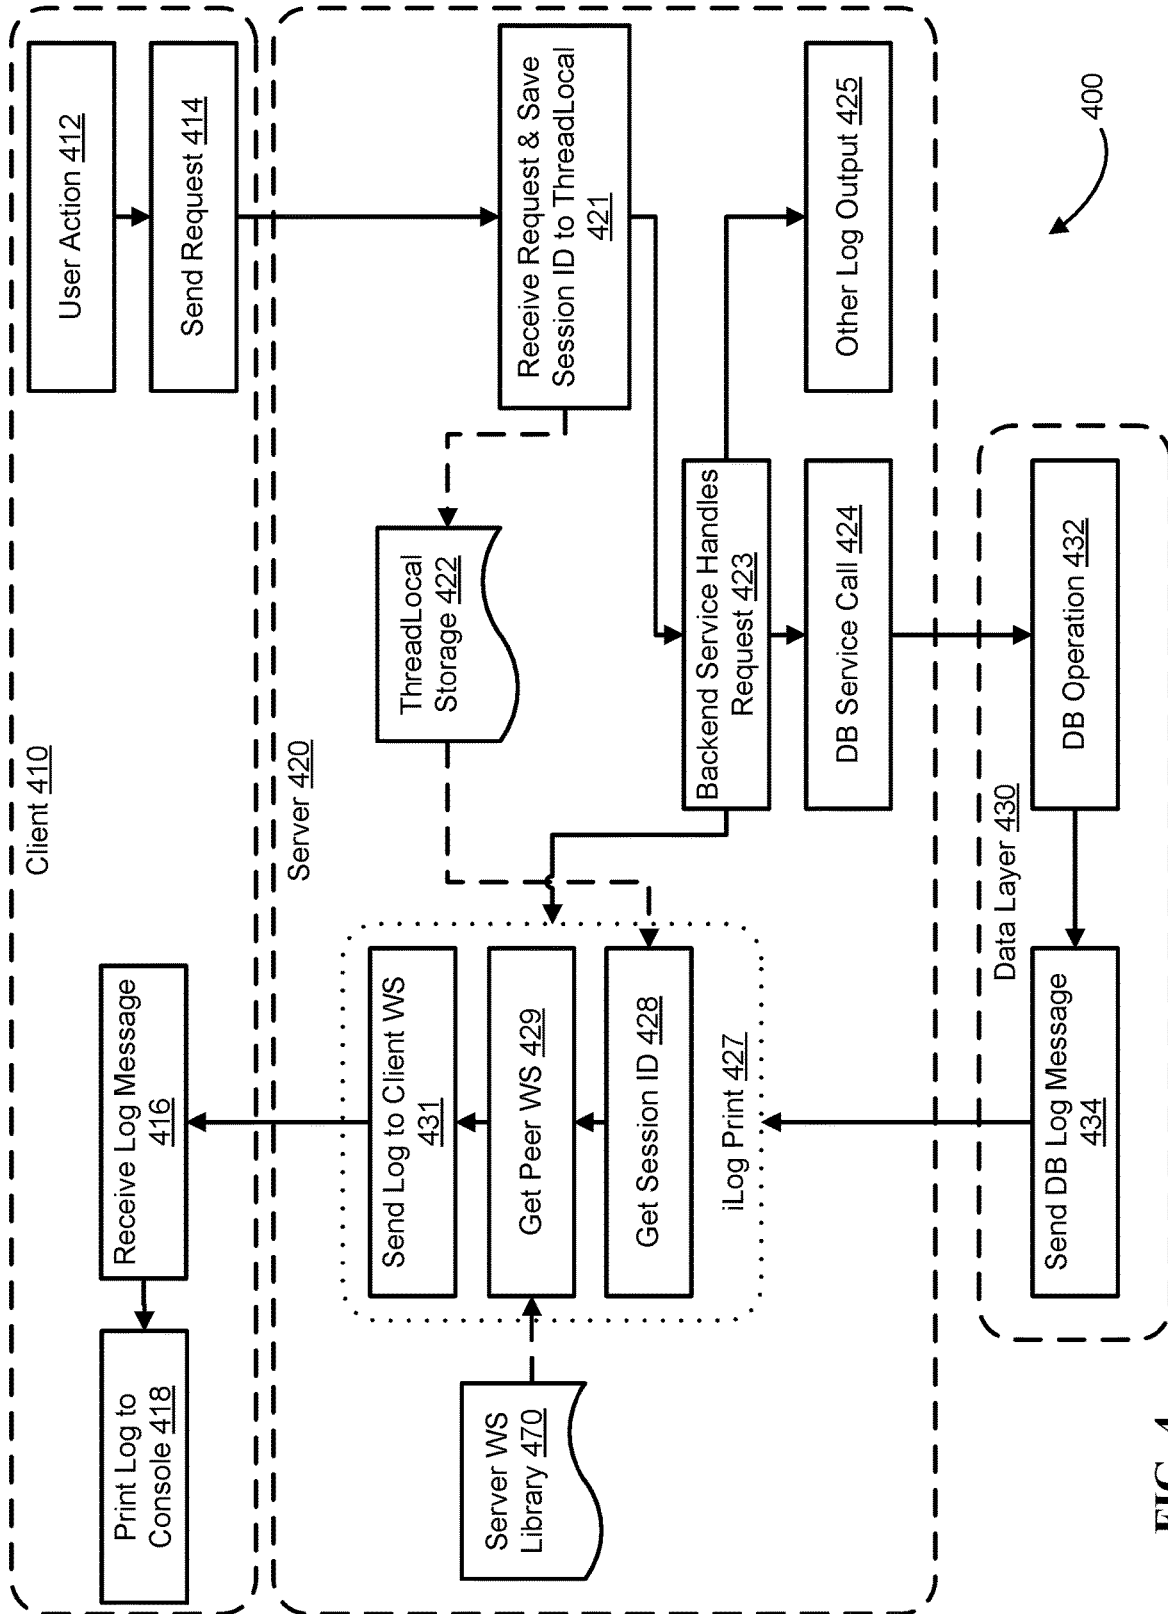 Client 410
User Action 412
Send Request 414
Receive Log Message
416
Print Log to
Console 418
Server 420
Receive Request & Save
Session ID to ThreadLocal
421
ThreadLocal
Storage 422
Backend Service Handles
Request 423
DB Service Call 424
Other Log Output 425
Send Log to Client WS
431
Get Peer WS 429
Get Session ID 428
iLog Print 427
Server WS
Library 470
Data Layer 430
DB Operation 432
Send DB Log Message
434
400
FIG. 4